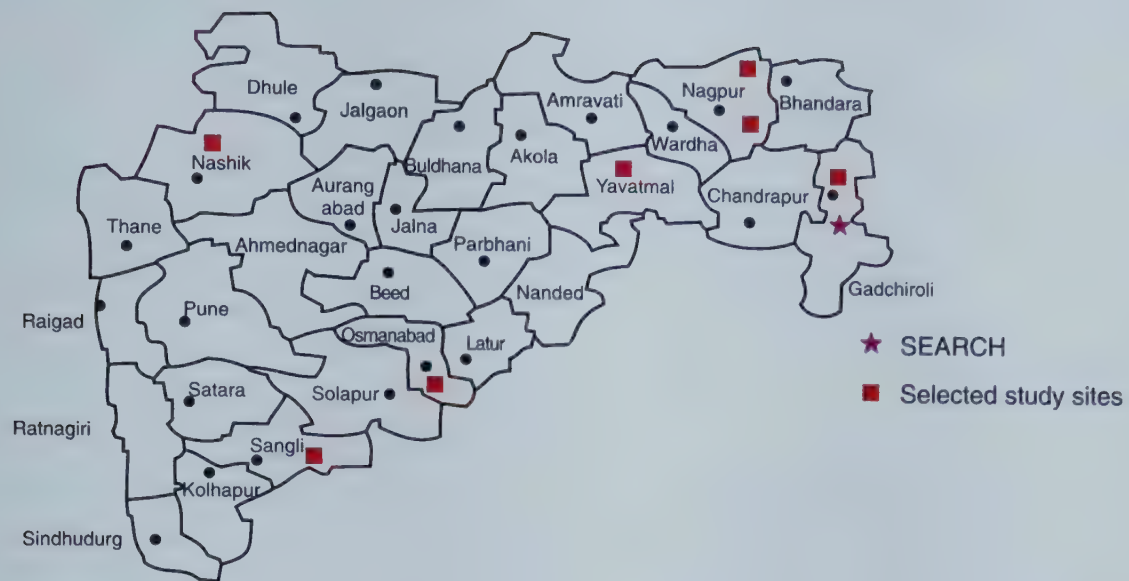 Dhule
Jalgaon
Amravati
Nagpur
Bhandara
Nashik
Buldhana
Akola
Wardha
Aurang
abad
Yavatmal
Chandrapur
Thane
Jalna
Ahmednagar
Parbhani
Beed
Nanded
Gadchiroli
Raigad
Pune
Osmanabad
Latur
SEARCH
Satara
Solapur
Selected study sites
Ratnagiri
Sangli
Kolhapur
Sindhudurg